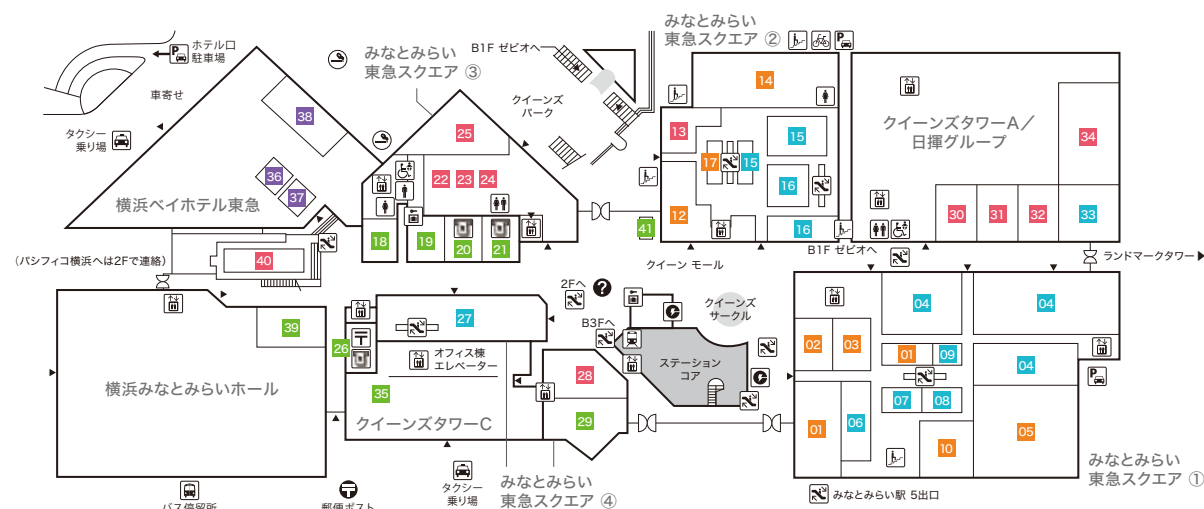 ホテル口
駐車場
車寄せ
タクシー
乗り場
みなとみらい
東急スクエア ③
B1F ゼビオへ
クイーンズ
パーク
みなとみらい
東急スクエア ②
P
P
38
36
37
横浜ベイホテル東急
25
22 23 24
18
19
20
21
14
13
17
15
15
16
12
16
41
クイーンズタワーA／
日揮グループ
34
30
31
32
33
クイーン モール
B1F ゼビオへ
ランドマークタワー
（パシフィコ横浜へは2Fで連絡）
40
39
横浜みなとみらいホール
27
26
〒
オフィス棟
エレベーター
35
クイーンズタワーC
28
29
2Fへ
?
B3Fへ
クイーンズ
サークル
ステーション
コア
04
04
02
03
01
09
04
07
08
01
06
10
05
P
みなとみらい
東急スクエア ①
みなとみらい
東急スクエア ④
タクシー
乗り場
みなとみらい駅 5出口
バス停留所
〒
郵便ポスト